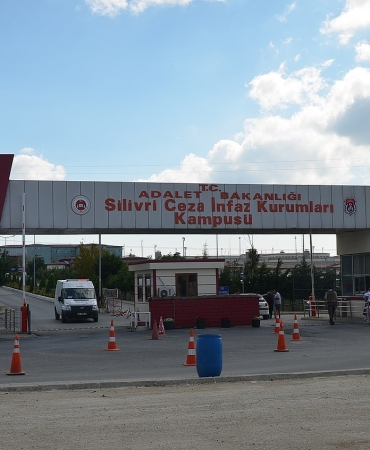 T.C.
ADALET BAKANLIĞI
Silivri Ceza İnfaz Kurumları
Kampüsü